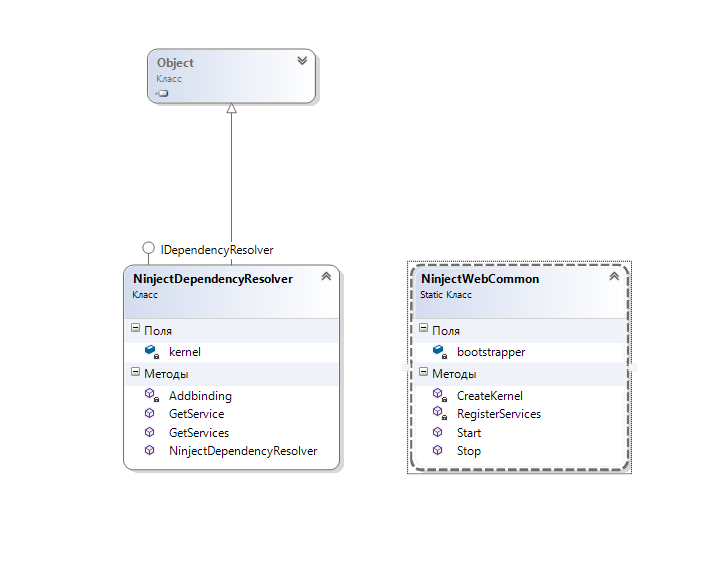 Object
Класс
IDependencyResolver
NinjectDependencyResolver
Класс
Поля
kernel
Методы
Addbinding
GetService
GetServices
NinjectDependencyResolver
NinjectWebCommon
Static Класс
Поля
bootstrapper
Методы
CreateKernel
RegisterServices
Start
Stop